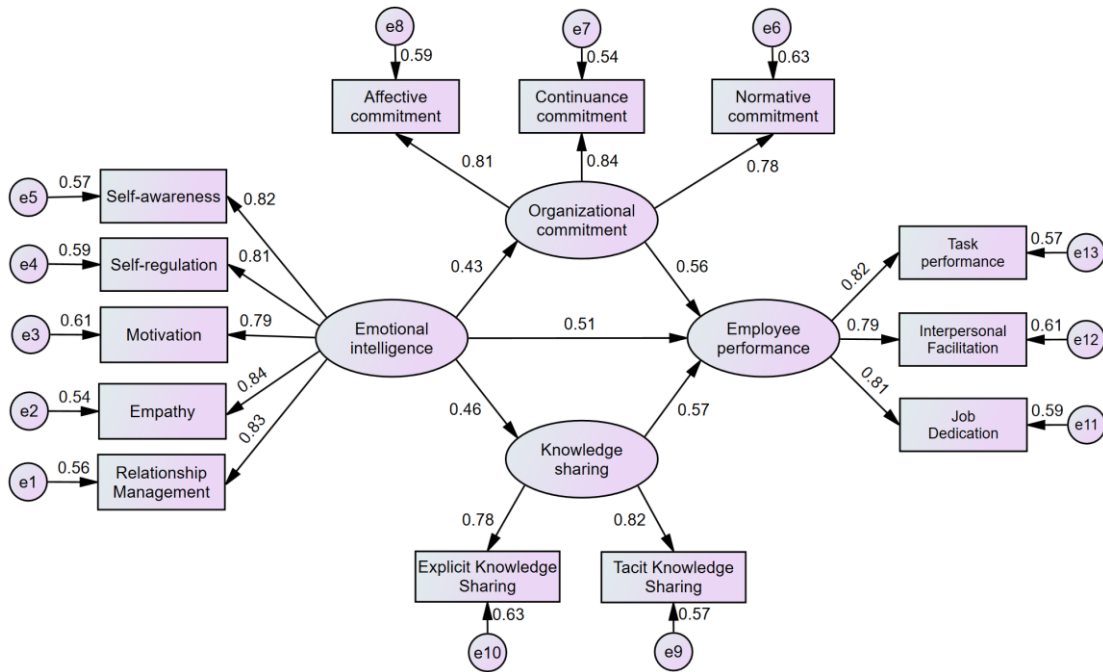 e8
e7
e6
0.59
0.54
0.63
Affective
commitment
Continuance
commitment
Normative
commitment
0.81
0.84
0.78
e5
0.57
Self-awareness
0.82
Organizational
commitment
e4
0.59
Self-regulation
0.81
0.43
0.56
Task
performance
0.57
e13
0.82
e3
0.61
Motivation
0.79
Emotional
intelligence
0.51
Employee
performance
0.79
Interpersonal
Facilitation
0.61
e12
e2
0.54
Empathy
0.84
0.46
0.57
0.81
Job
Dedication
0.59
e11
e1
0.56
Relationship
Management
0.83
Knowledge
sharing
0.78
0.82
Explicit Knowledge
Sharing
Tacit Knowledge
Sharing
0.63
0.57
e10
e9